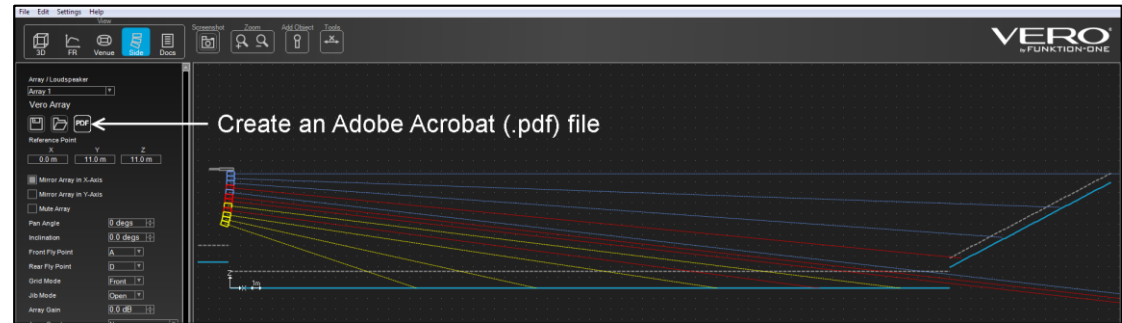 File Edit Settings Help
View Screenshot Zoom Add Object Tools
3D FR Venue Side Docs
VERO
by FUNKTION-ONE
Array / Loudspeaker
Array 1
Vero Array
PDF
Create an Adobe Acrobat (.pdf) file
Reference Point
X Y Z
0.0 m 11.0 m 11.0 m
Mirror Array in X-Axis
Mirror Array in Y-Axis
Mute Array
Pan Angle 0 degs
Inclination 0.0 degs
Front Fly Point A
Rear Fly Point D
Grid Mode Front
Jib Mode Open
Array Gain 0.0 dB
Z
X 1m